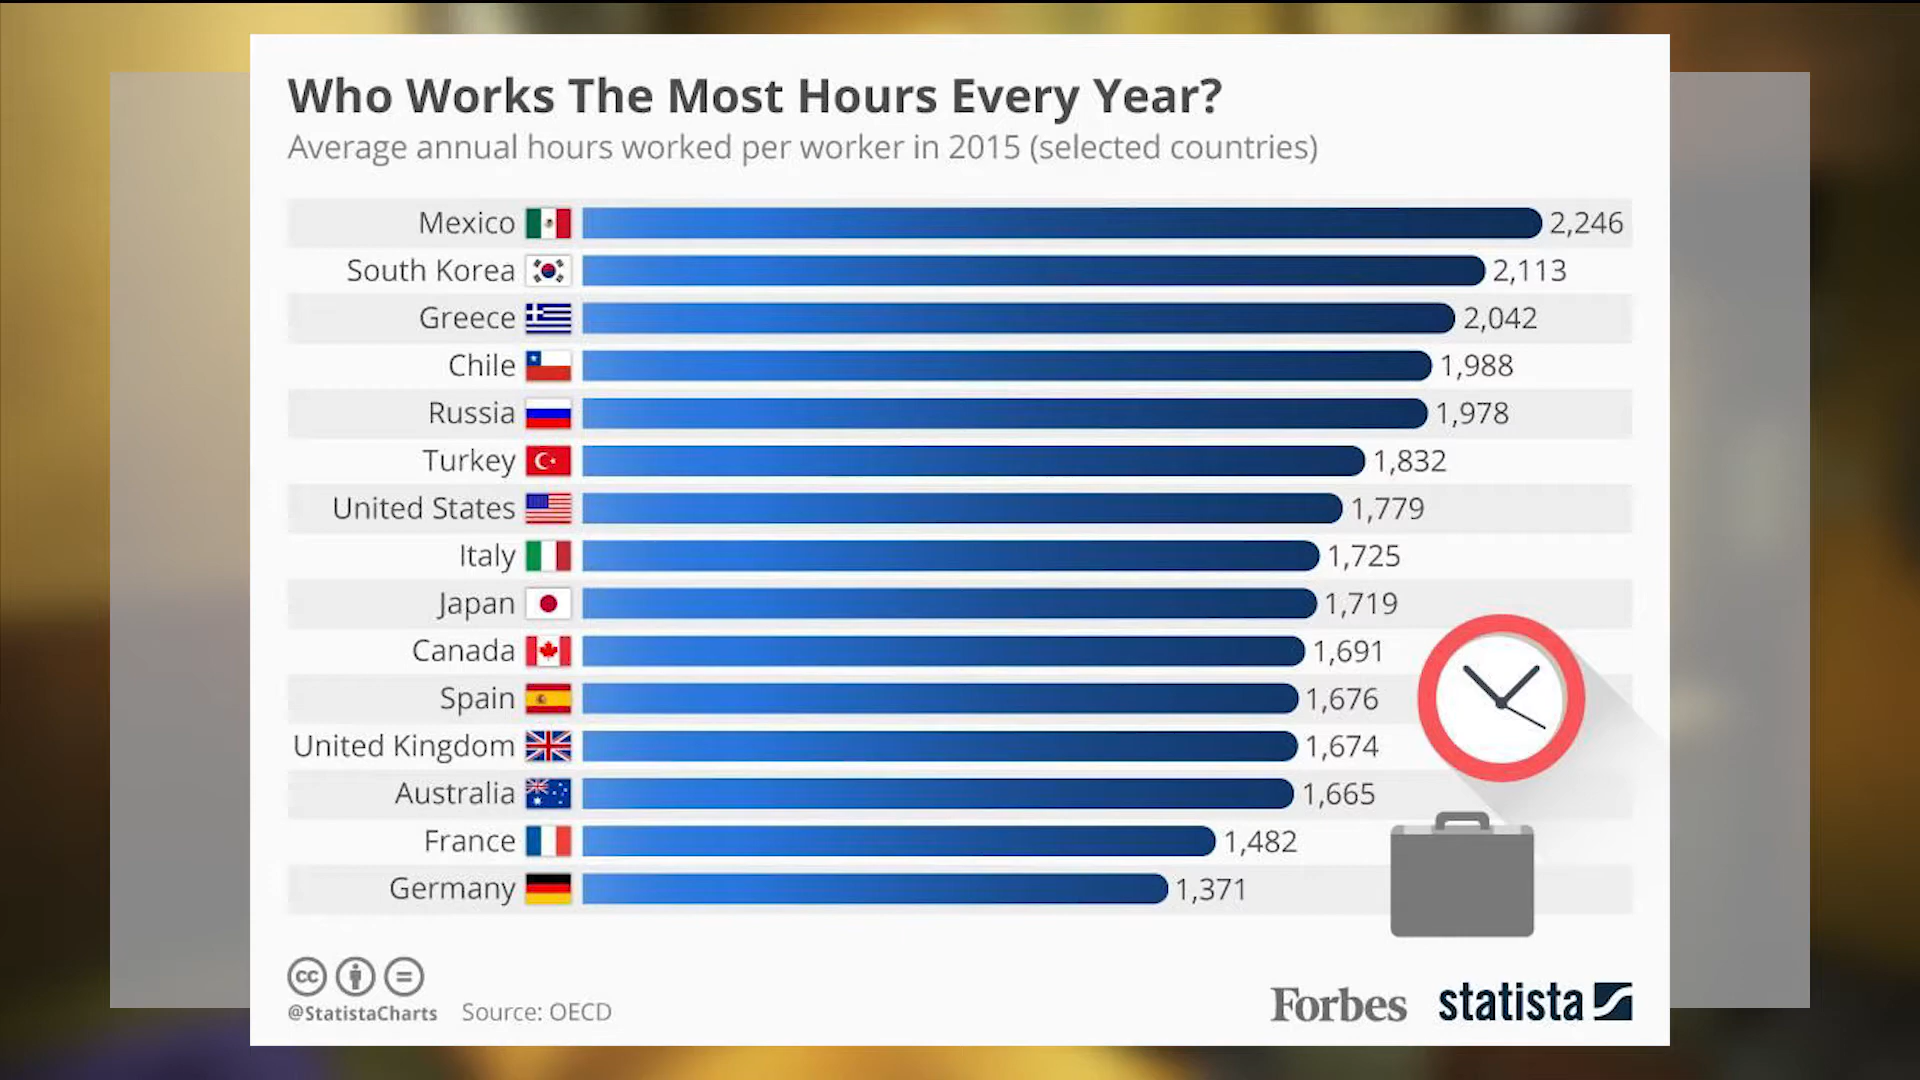 Who Works The Most Hours Every Year?
Average annual hours worked per worker in 2015 (selected countries)
Mexico 2,246
South Korea 2,113
Greece 2,042
Chile 1,988
Russia 1,978
Turkey 1,832
United States 1,779
Italy 1,725
Japan 1,719
Canada 1,691
Spain 1,676
United Kingdom 1,674
Australia 1,665
France 1,482
Germany 1,371
cc
@StatistaCharts Source: OECD
Forbes statista